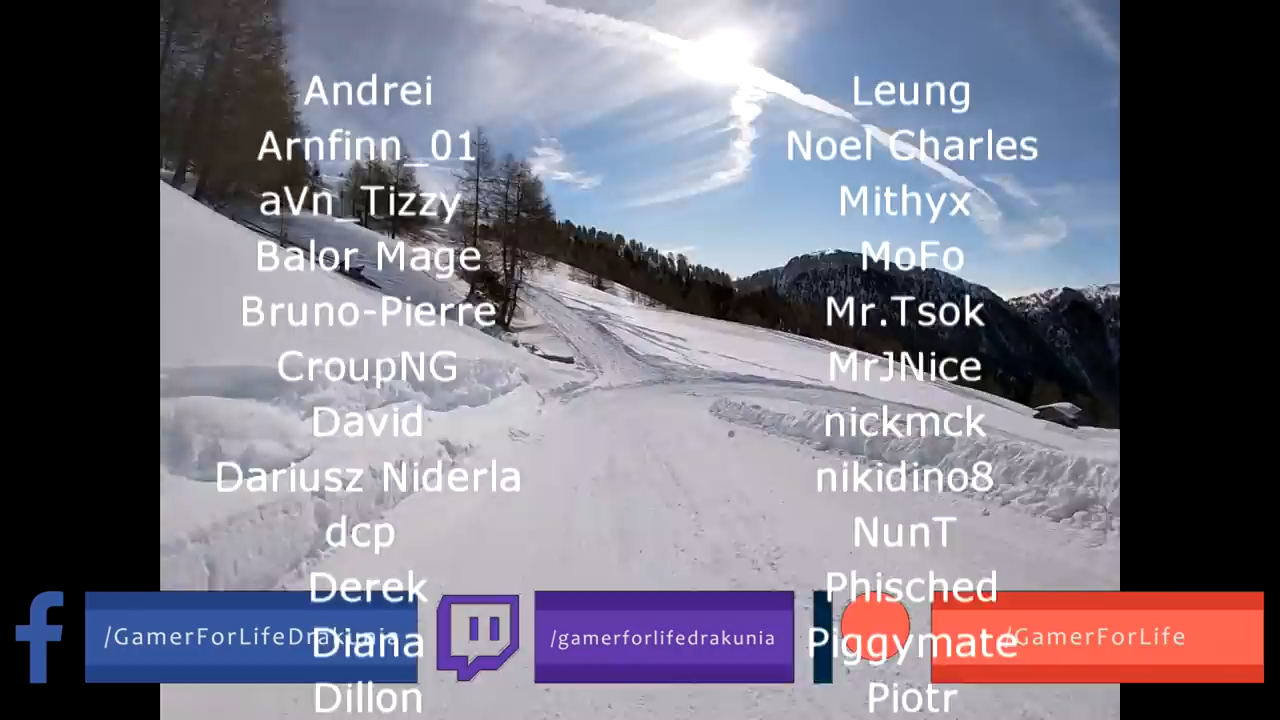 Andrei
Arnfinn_01
aVn_Tizzy
Balor Mage
Bruno-Pierre
CroupNG
David
Dariusz Niderla
dcp
Derek
Diana
Dillon
Leung
Noel Charles
Mithyx
MoFo
Mr.Tsok
MrJNice
nickmck
nikidino8
NunT
Phisched
Piggymate
Piotr
/GamerForLifeDrakunia
/gamerforlifedrakunia
/GamerForLife